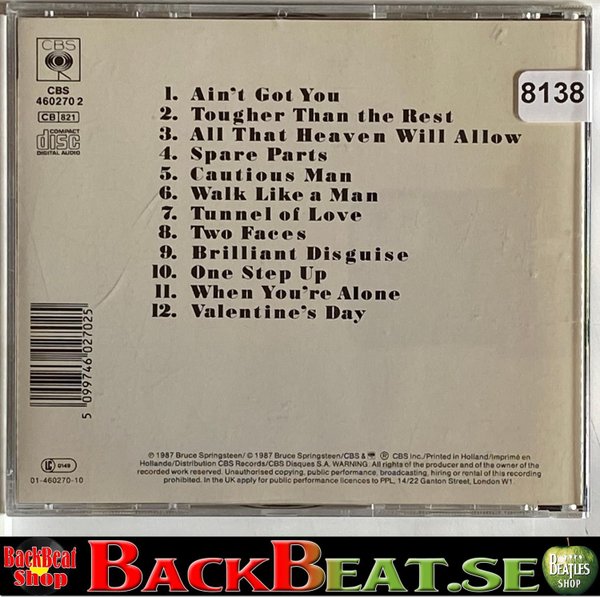 CBS
CBS
460270 2
CB 821
COMPACT
disc
DIGITAL AUDIO
8138
1. Ain't Got You
2. Tougher Than the Rest
3. All That Heaven Will Allow
4. Spare Parts
5. Cautious Man
6. Walk Like a Man
7. Tunnel of Love
8. Two Faces
9. Brilliant Disguise
10. One Step Up
11. When You're Alone
12. Valentine's Day
5 099746 027025
LC 0149
01-460270-10
℗ 1987 Bruce Springsteen/© 1987 Bruce Springsteen/CBS & ® CBS Inc./Printed in Holland/Imprimé en
Hollande/Distribution CBS Records/CBS Disques S.A. WARNING: All rights of the producer and of the owner of the
recorded work reserved. Unauthorised copying, public performance, broadcasting, hiring or rental of this recording
prohibited. In the UK apply for public performance licences to PPL, 14/22 Ganton Street, London W1.
BackBeat
Shop
BACKBEAT.SE
BEATLES
SHOP